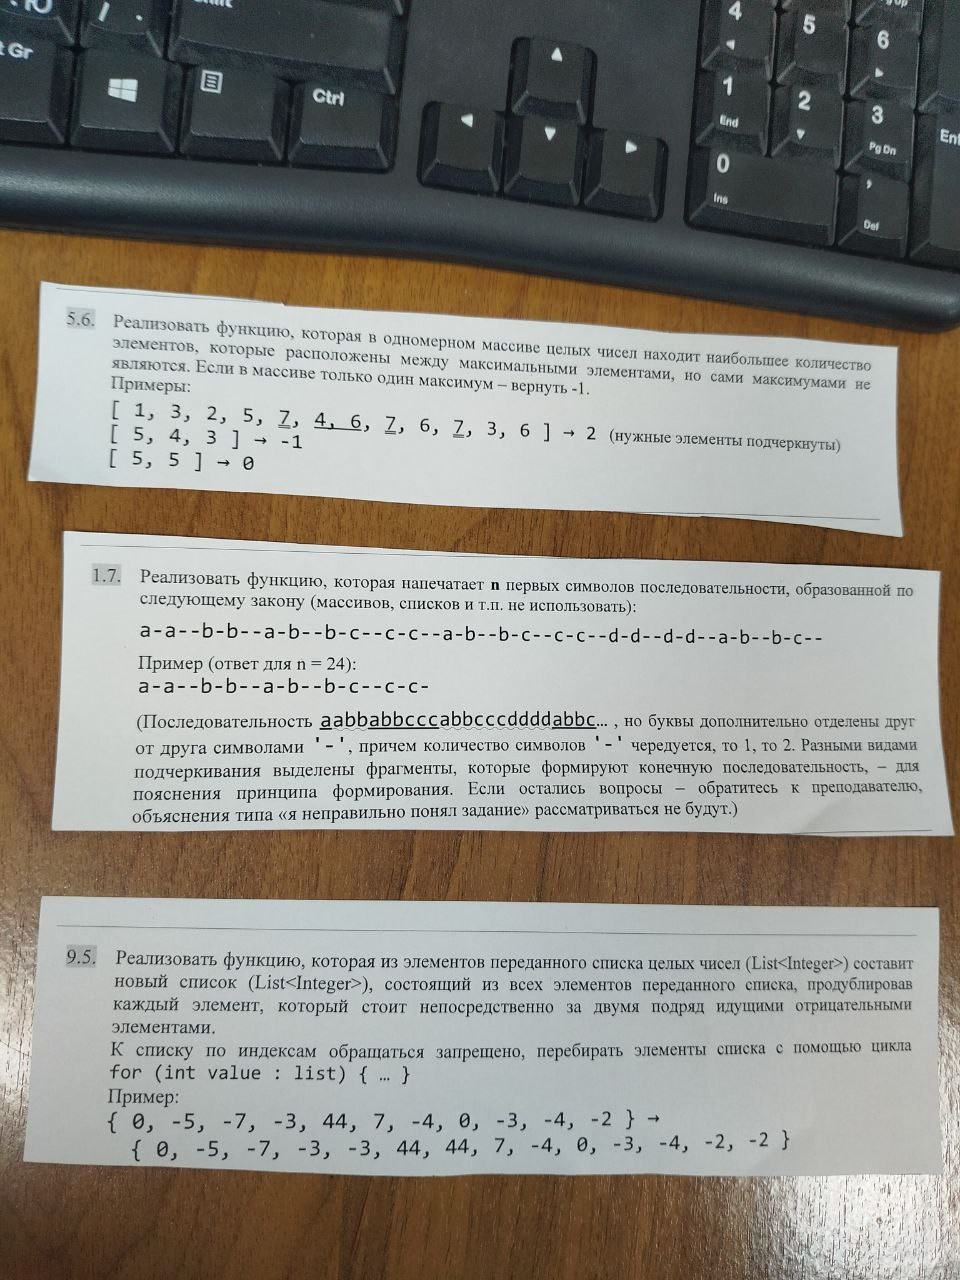 Ctrl
t Gr
4
5
6
1
End
2
3
Pg Dn
0
Ins
,
Del
5.6. Реализовать функцию, которая в одномерном массиве целых чисел находит наибольшее количество
элементов, которые расположены между максимальными элементами, но сами максимумами не
являются. Если в массиве только один максимум – вернуть -1.
Примеры:
[ 1, 3, 2, 5, 7, 4, 6, 7, 6, 7, 3, 6 ] → 2 (нужные элементы подчеркнуты)
[ 5, 4, 3 ] → -1
[ 5, 5 ] → 0
1.7. Реализовать функцию, которая напечатает n первых символов последовательности, образованной по
следующему закону (массивов, списков и т.п. не использовать):
a-a--b-b--a-b--b-c--c-c--a-b--b-c--c-c--d-d--d-d--a-b--b-c--
Пример (ответ для n = 24):
a-a--b-b--a-b--b-c--c-c-
(Последовательность aabbabbcccabbcccddddabbc… , но буквы дополнительно отделены друг
от друга символами '-', причем количество символов '-' чередуется, то 1, то 2. Разными видами
подчеркивания выделены фрагменты, которые формируют конечную последовательность, – для
пояснения принципа формирования. Если остались вопросы – обратитесь к преподавателю,
объяснения типа «я неправильно понял задание» рассматриваться не будут.)
9.5. Реализовать функцию, которая из элементов переданного списка целых чисел (List<Integer>) составит
новый список (List<Integer>), состоящий из всех элементов переданного списка, продублировав
каждый элемент, который стоит непосредственно за двумя подряд идущими отрицательными
элементами.
К списку по индексам обращаться запрещено, перебирать элементы списка с помощью цикла
for (int value : list) { … }
Пример:
{ 0, -5, -7, -3, 44, 7, -4, 0, -3, -4, -2 } →
{ 0, -5, -7, -3, -3, 44, 44, 7, -4, 0, -3, -4, -2, -2 }